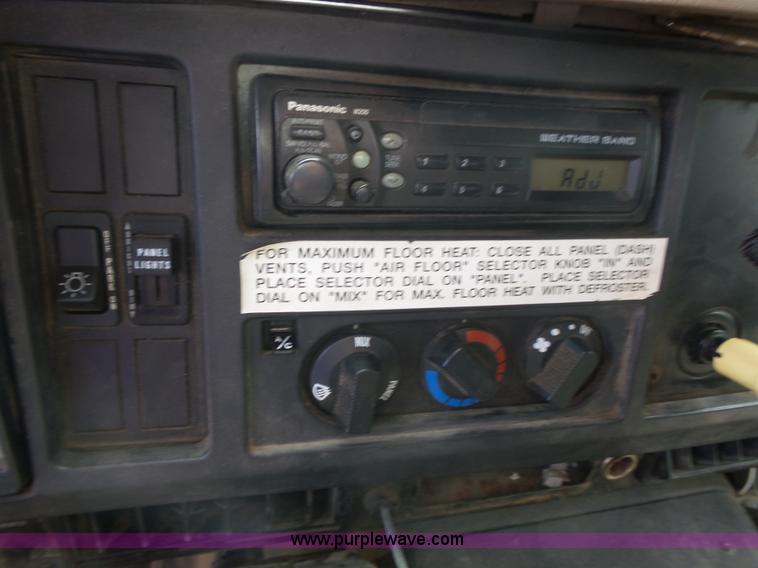 Panasonic
WEATHER BAND
1 2 3
4 5 6
AdJ
OFF PARK ON
PANEL
LIGHTS
FOR MAXIMUM FLOOR HEAT: CLOSE ALL PANEL (DASH)
VENTS, PUSH "AIR FLOOR" SELECTOR KNOB "IN" AND
PLACE SELECTOR DIAL ON "PANEL". PLACE SELECTOR
DIAL ON "MIX" FOR MAX. FLOOR HEAT WITH DEFROSTER.
A/C
MIX
PANEL
www.purplewave.com